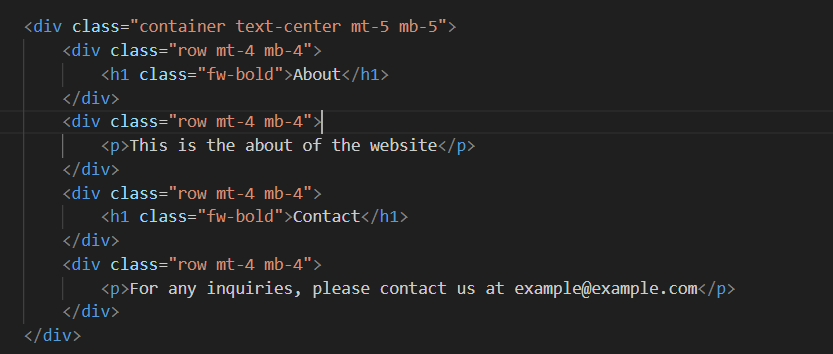 <div class="container text-center mt-5 mb-5">
    <div class="row mt-4 mb-4">
        <h1 class="fw-bold">About</h1>
    </div>
    <div class="row mt-4 mb-4">
        <p>This is the about of the website</p>
    </div>
    <div class="row mt-4 mb-4">
        <h1 class="fw-bold">Contact</h1>
    </div>
    <div class="row mt-4 mb-4">
        <p>For any inquiries, please contact us at example@example.com</p>
    </div>
</div>